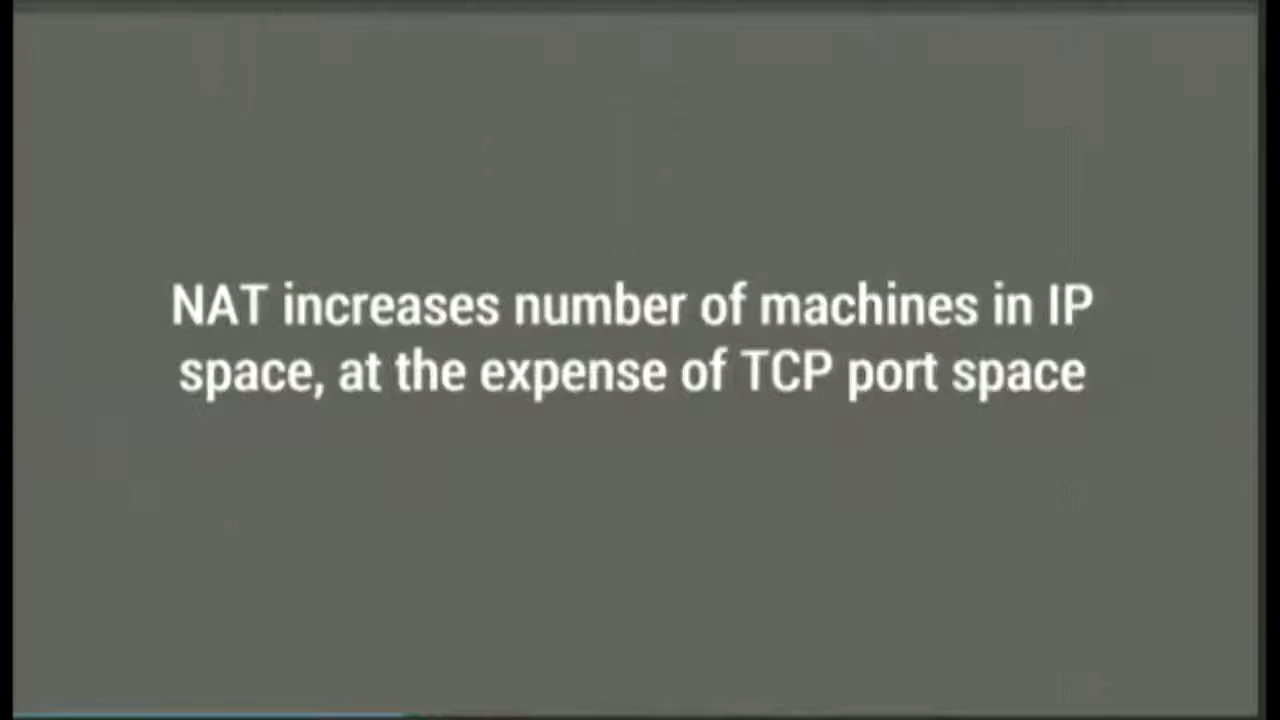 NAT increases number of machines in IP
space, at the expense of TCP port space